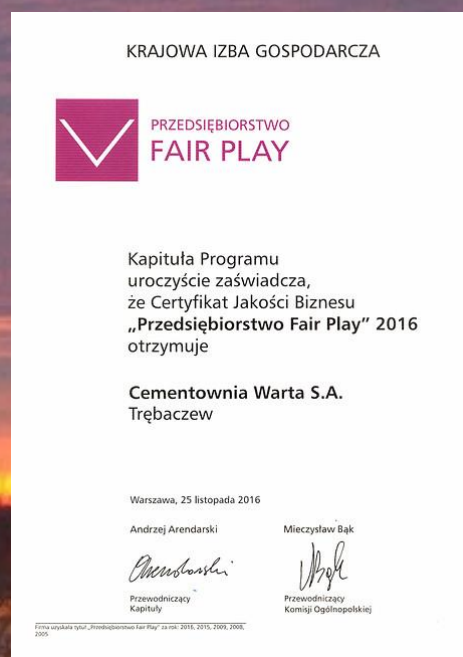 KRAJOWA IZBA GOSPODARCZA
PRZEDSIĘBIORSTWO
FAIR PLAY
Kapituła Programu
uroczyście zaświadcza,
że Certyfikat Jakości Biznesu
„Przedsiębiorstwo Fair Play” 2016
otrzymuje
Cementownia Warta S.A.
Trębaczew
Warszawa, 25 listopada 2016
Andrzej Arendarski
Mieczysław Bąk
Przewodniczący
Kapituły
Przewodniczący
Komisji Ogólnopolskiej
Firma uzyskała tytuł „Przedsiębiorstwo Fair Play” za rok: 2016, 2015, 2009, 2008,
2005.